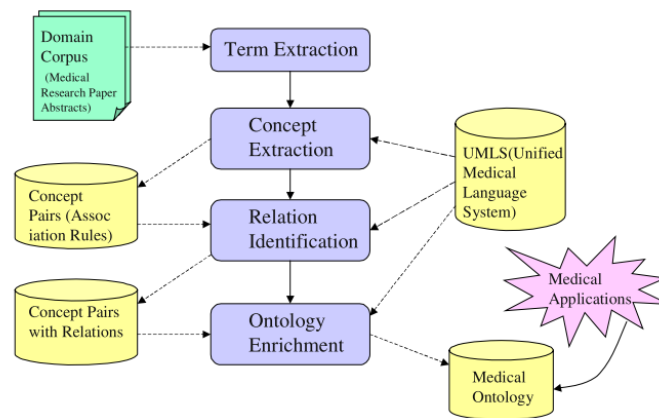 Domain
Corpus
(Medical
Research Paper
Abstracts)
Term Extraction
Concept
Extraction
UMLS(Unified
Medical
Language
System)
Concept
Pairs (Assoc
iation Rules)
Relation
Identification
Medical
Applications
Concept Pairs
with Relations
Ontology
Enrichment
Medical
Ontology